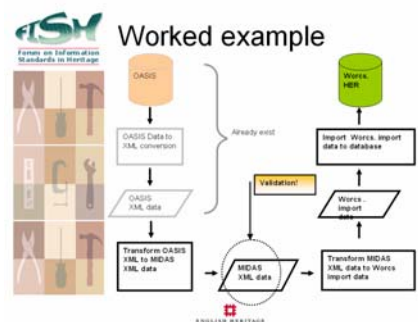 FISH
Forum on Information
Standards in Heritage
Worked example
OASIS
Worcs.
HER
OASIS Data to
XML conversion
Already exist
Import Worcs. import
data to database
Validation!
OASIS
XML data
Worcs.
import
data
Transform OASIS
XML to MIDAS
XML data
MIDAS
XML data
Transform MIDAS
XML data to Worcs
Import data
ENGLISH HERITAGE